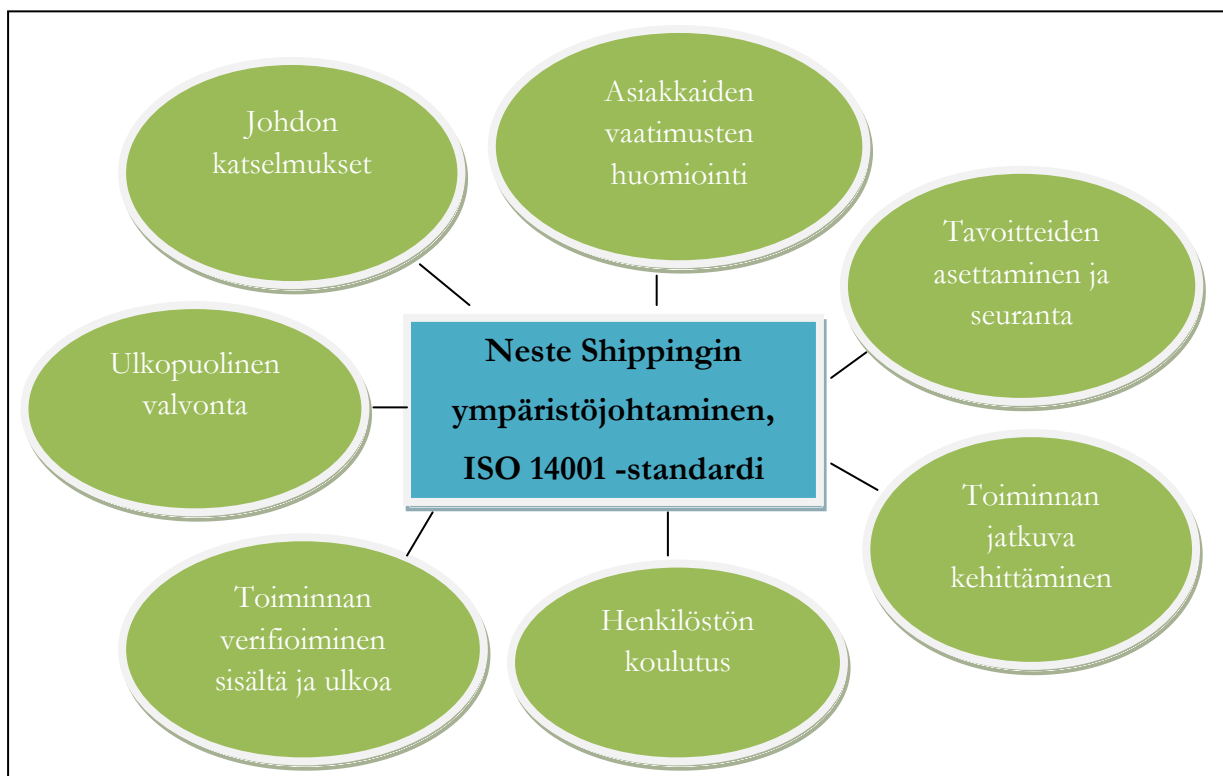 Johdon
katselmukset
Asiakkaiden
vaatimusten
huomiointi
Tavoitteiden
asettaminen ja
seuranta
Ulkopuolinen
valvonta
Neste Shippingin
ympäristöjohtaminen,
ISO 14001 -standardi
Toiminnan
jatkuva
kehittäminen
Toiminnan
verifioiminen
sisältä ja ulkoa
Henkilöstön
koulutus